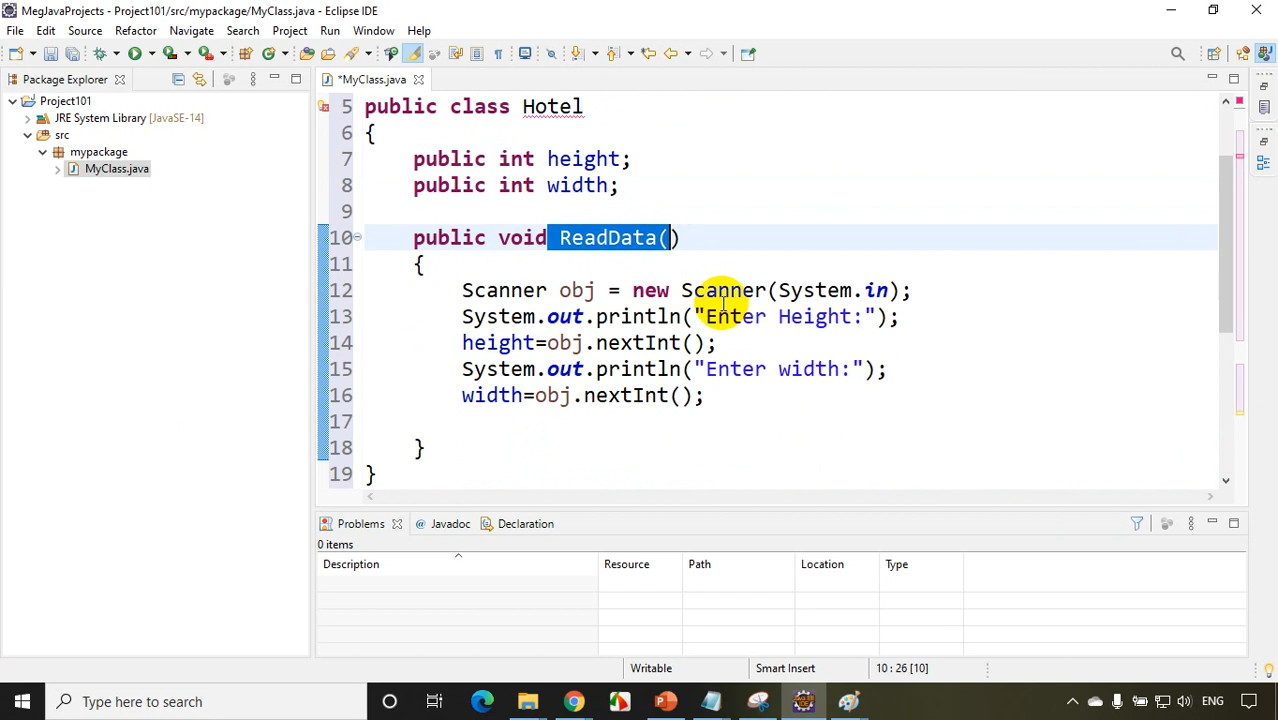 MegJavaProjects - Project101/src/mypackage/MyClass.java - Eclipse IDE
File Edit Source Refactor Navigate Search Project Run Window Help
Package Explorer
*MyClass.java
Project101
JRE System Library [JavaSE-14]
src
mypackage
MyClass.java
5 public class Hotel
6 {
7 public int height;
8 public int width;
9
10 public void ReadData()
11 {
12 Scanner obj = new Scanner(System.in);
13 System.out.println("Enter Height:");
14 height=obj.nextInt();
15 System.out.println("Enter width:");
16 width=obj.nextInt();
17
18 }
19 }
Problems Javadoc Declaration
0 items
Description Resource Path Location Type
Writable Smart Insert 10 : 26 [10]
Type here to search
ENG